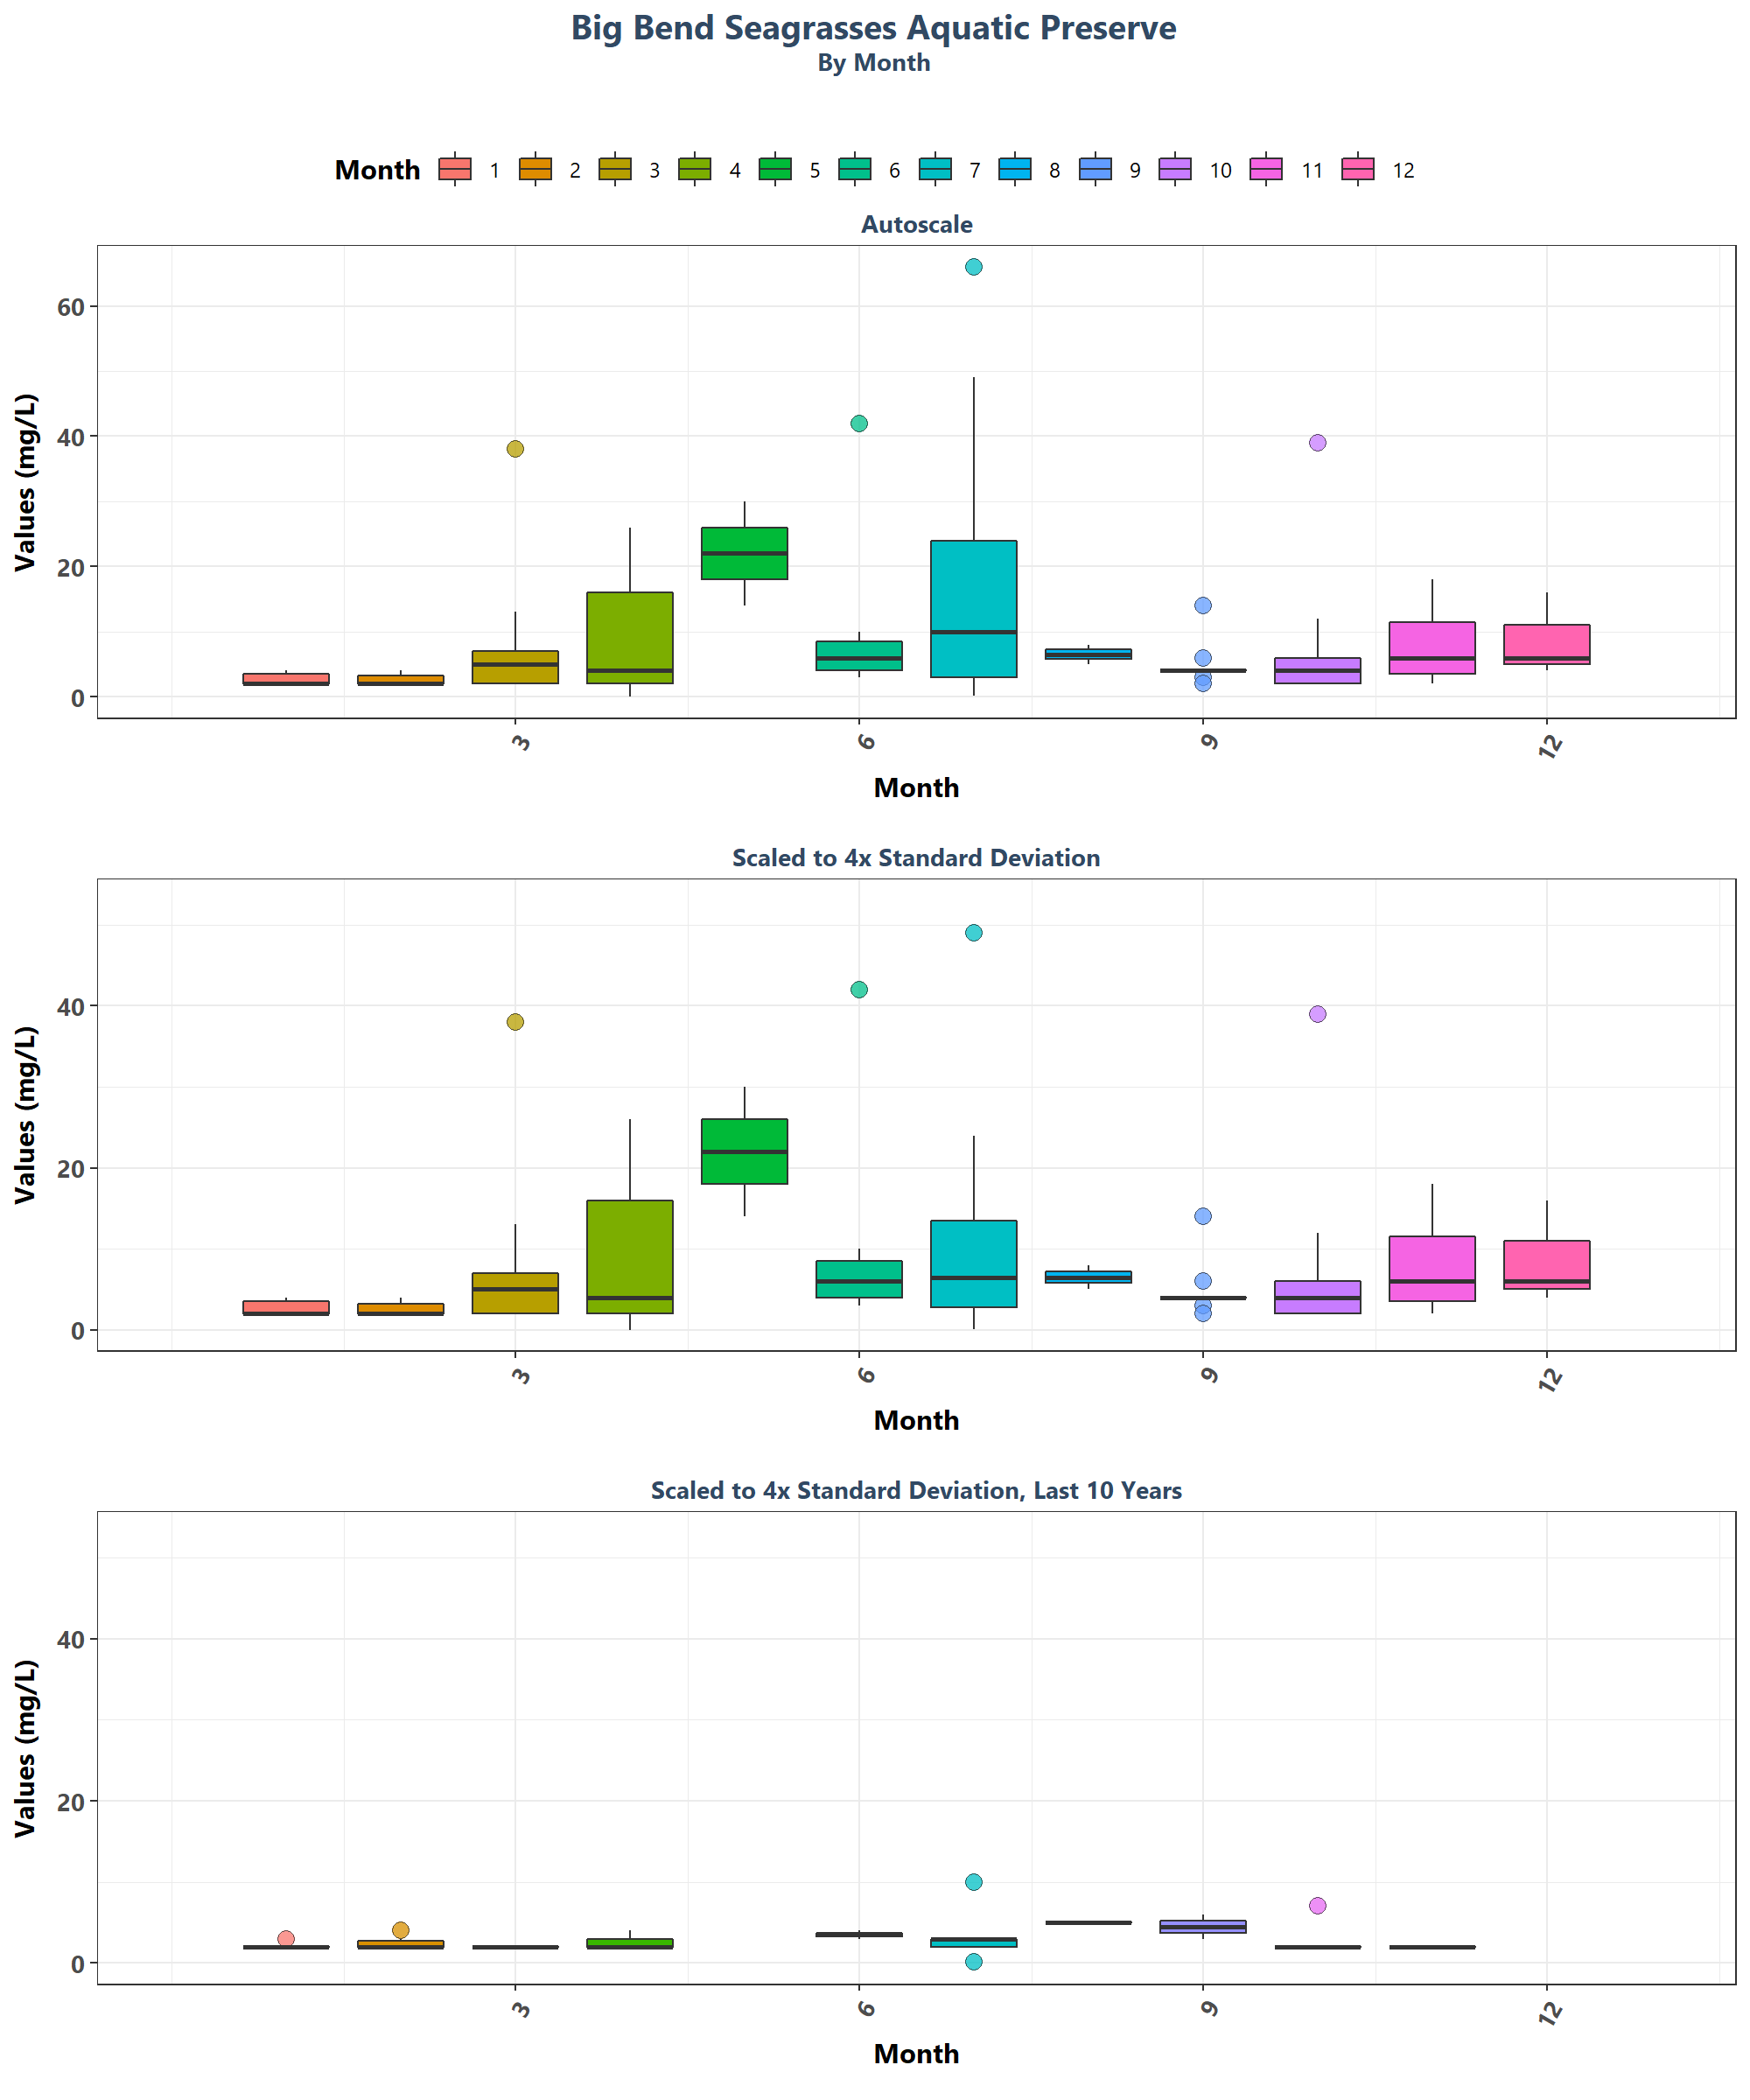 Big Bend Seagrasses Aquatic Preserve
By Month
Month 1 2 3 4 5 6 7 8 9 10 11 12
Autoscale
Values (mg/L)
60
40
20
0
3 6 9 12
Month
Scaled to 4x Standard Deviation
Values (mg/L)
40
20
0
3 6 9 12
Month
Scaled to 4x Standard Deviation, Last 10 Years
Values (mg/L)
40
20
0
3 6 9 12
Month